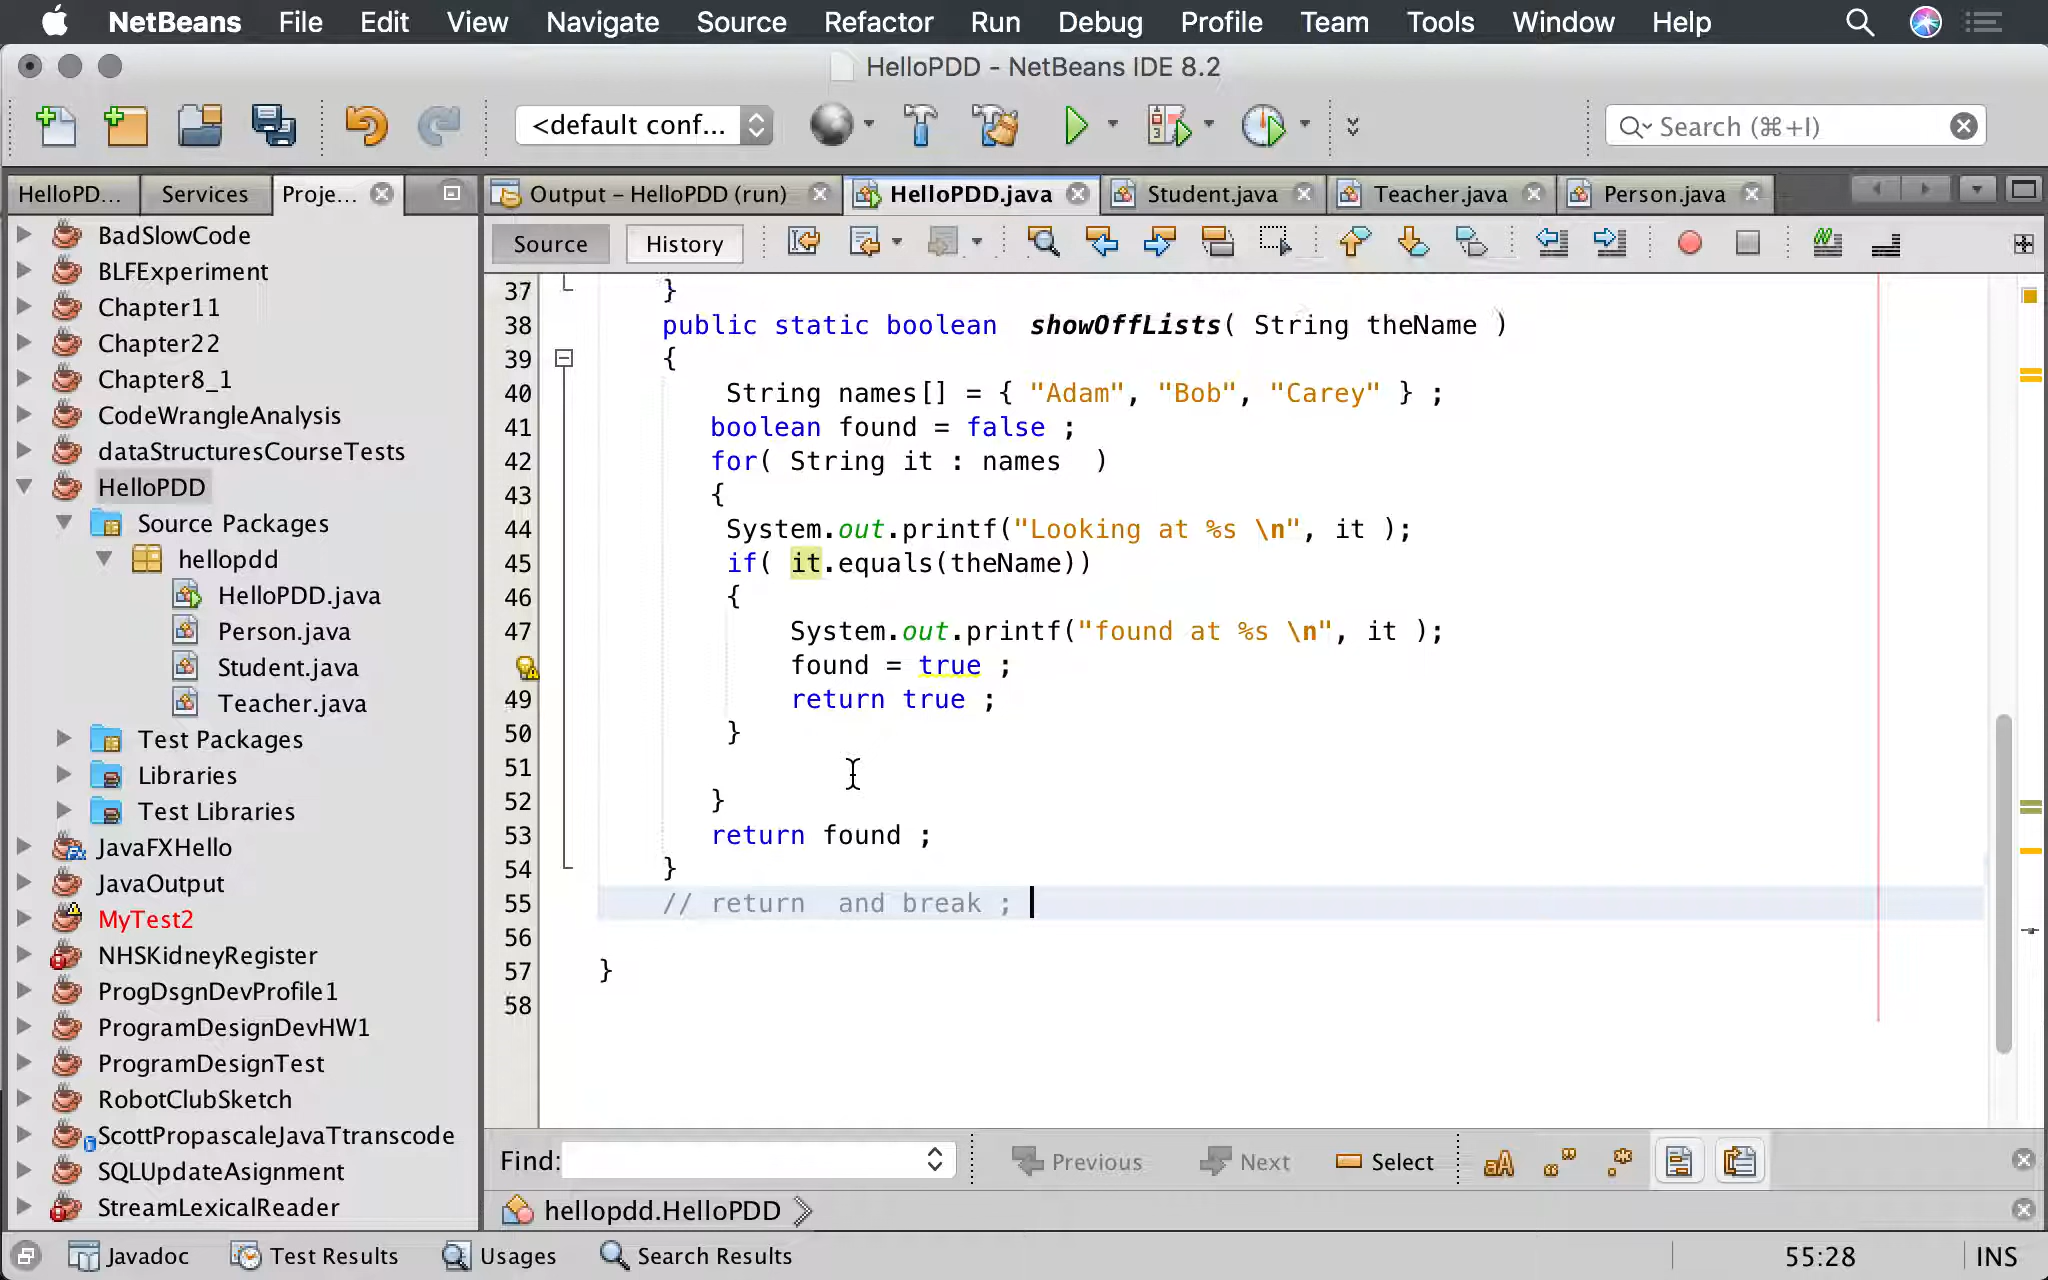 NetBeans File Edit View Navigate Source Refactor Run Debug Profile Team Tools Window Help
HelloPDD - NetBeans IDE 8.2
<default conf...
Search (⌘+I)
HelloPD... Services Proje...
Output – HelloPDD (run) HelloPDD.java Student.java Teacher.java Person.java
Source History
BadSlowCode
BLFExperiment
Chapter11
Chapter22
Chapter8_1
CodeWrangleAnalysis
dataStructuresCourseTests
HelloPDD
Source Packages
hellopdd
HelloPDD.java
Person.java
Student.java
Teacher.java
Test Packages
Libraries
Test Libraries
JavaFXHello
JavaOutput
MyTest2
NHSKidneyRegister
ProgDsgnDevProfile1
ProgramDesignDevHW1
ProgramDesignTest
RobotClubSketch
ScottPropascaleJavaTtranscode
SQLUpdateAsignment
StreamLexicalReader
37 }
38 public static boolean  showOffLists( String theName )
39 {
40 String names[] = { "Adam", "Bob", "Carey" } ;
41 boolean found = false ;
42 for( String it : names  )
43 {
44 System.out.printf("Looking at %s \n", it );
45 if( it.equals(theName))
46 {
47 System.out.printf("found at %s \n", it );
found = true ;
49 return true ;
50 }
51
52 }
53 return found ;
54 }
55 // return  and break ;
56
57 }
58
Find: Previous Next Select
hellopdd.HelloPDD
Javadoc Test Results Usages Search Results 55:28 INS